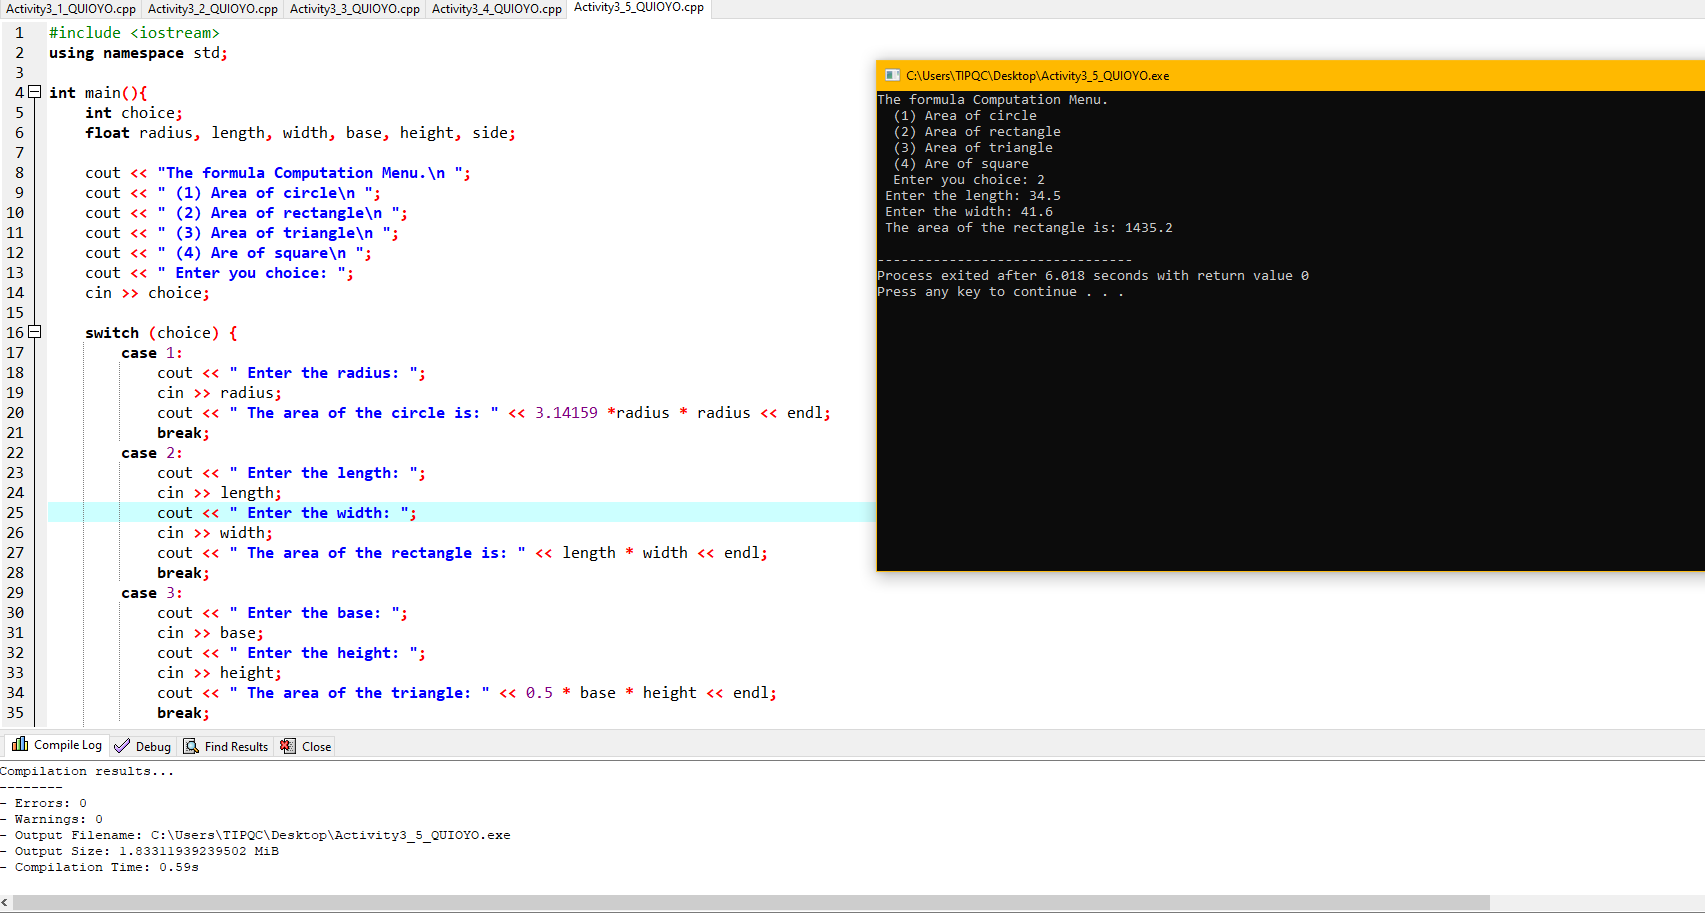 Activity3_1_QUIOYO.cpp Activity3_2_QUIOYO.cpp Activity3_3_QUIOYO.cpp Activity3_4_QUIOYO.cpp Activity3_5_QUIOYO.cpp
1 #include <iostream>
2 using namespace std;
3
4 int main(){
5 int choice;
6 float radius, length, width, base, height, side;
7
8 cout << "The formula Computation Menu.\n ";
9 cout << " (1) Area of circle\n ";
10 cout << " (2) Area of rectangle\n ";
11 cout << " (3) Area of triangle\n ";
12 cout << " (4) Are of square\n ";
13 cout << " Enter you choice: ";
14 cin >> choice;
15
16 switch (choice) {
17 case 1:
18 cout << " Enter the radius: ";
19 cin >> radius;
20 cout << " The area of the circle is: " << 3.14159 *radius * radius << endl;
21 break;
22 case 2:
23 cout << " Enter the length: ";
24 cin >> length;
25 cout << " Enter the width: ";
26 cin >> width;
27 cout << " The area of the rectangle is: " << length * width << endl;
28 break;
29 case 3:
30 cout << " Enter the base: ";
31 cin >> base;
32 cout << " Enter the height: ";
33 cin >> height;
34 cout << " The area of the triangle: " << 0.5 * base * height << endl;
35 break;
C:\Users\TIPQC\Desktop\Activity3_5_QUIOYO.exe
The formula Computation Menu.
(1) Area of circle
(2) Area of rectangle
(3) Area of triangle
(4) Are of square
Enter you choice: 2
Enter the length: 34.5
Enter the width: 41.6
The area of the rectangle is: 1435.2
--------------------------------
Process exited after 6.018 seconds with return value 0
Press any key to continue . . .
Compile Log Debug Find Results Close
Compilation results...
--------
- Errors: 0
- Warnings: 0
- Output Filename: C:\Users\TIPQC\Desktop\Activity3_5_QUIOYO.exe
- Output Size: 1.83311939239502 MiB
- Compilation Time: 0.59s